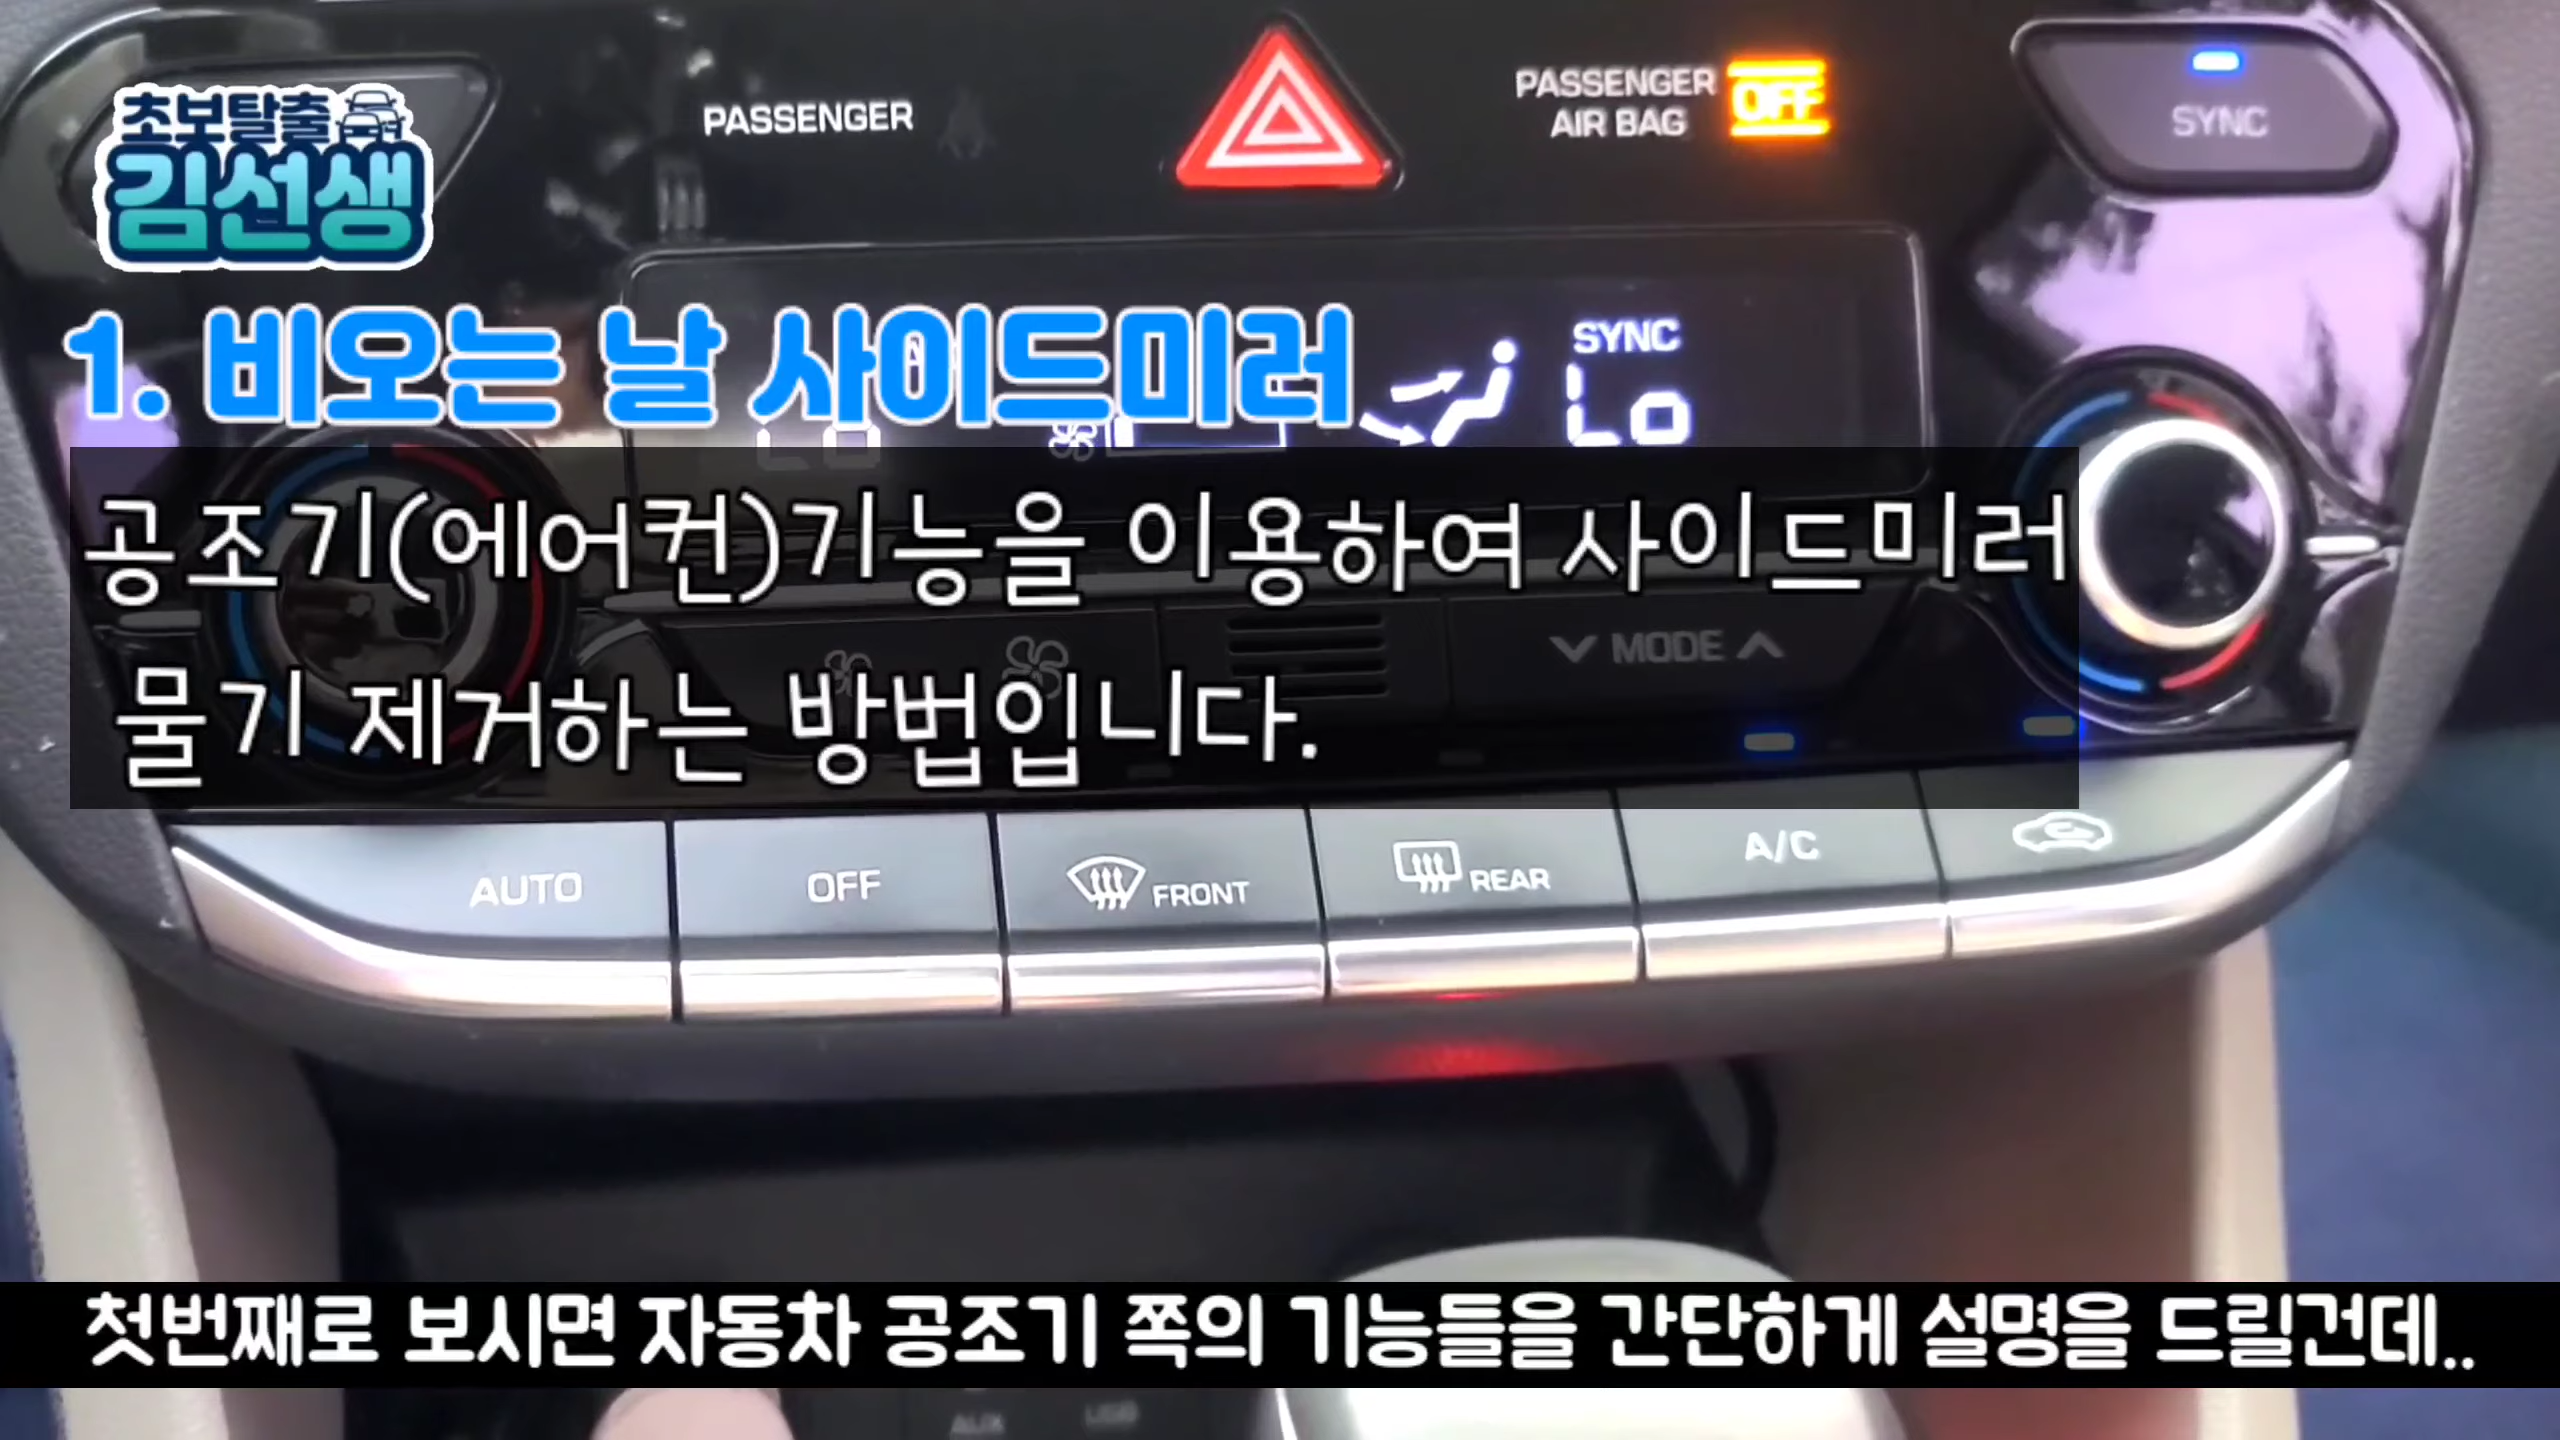 초보탈출
김선생
PASSENGER
PASSENGER
AIR BAG
OFF
SYNC
1. 비오는 날 사이드미러
SYNC
Lo
Lo
공조기(에어컨)기능을 이용하여 사이드미러
물기 제거하는 방법입니다.
MODE
AUTO
OFF
FRONT
REAR
A/C
첫번째로 보시면 자동차 공조기 쪽의 기능들을 간단하게 설명을 드릴건데..
AUX
USB